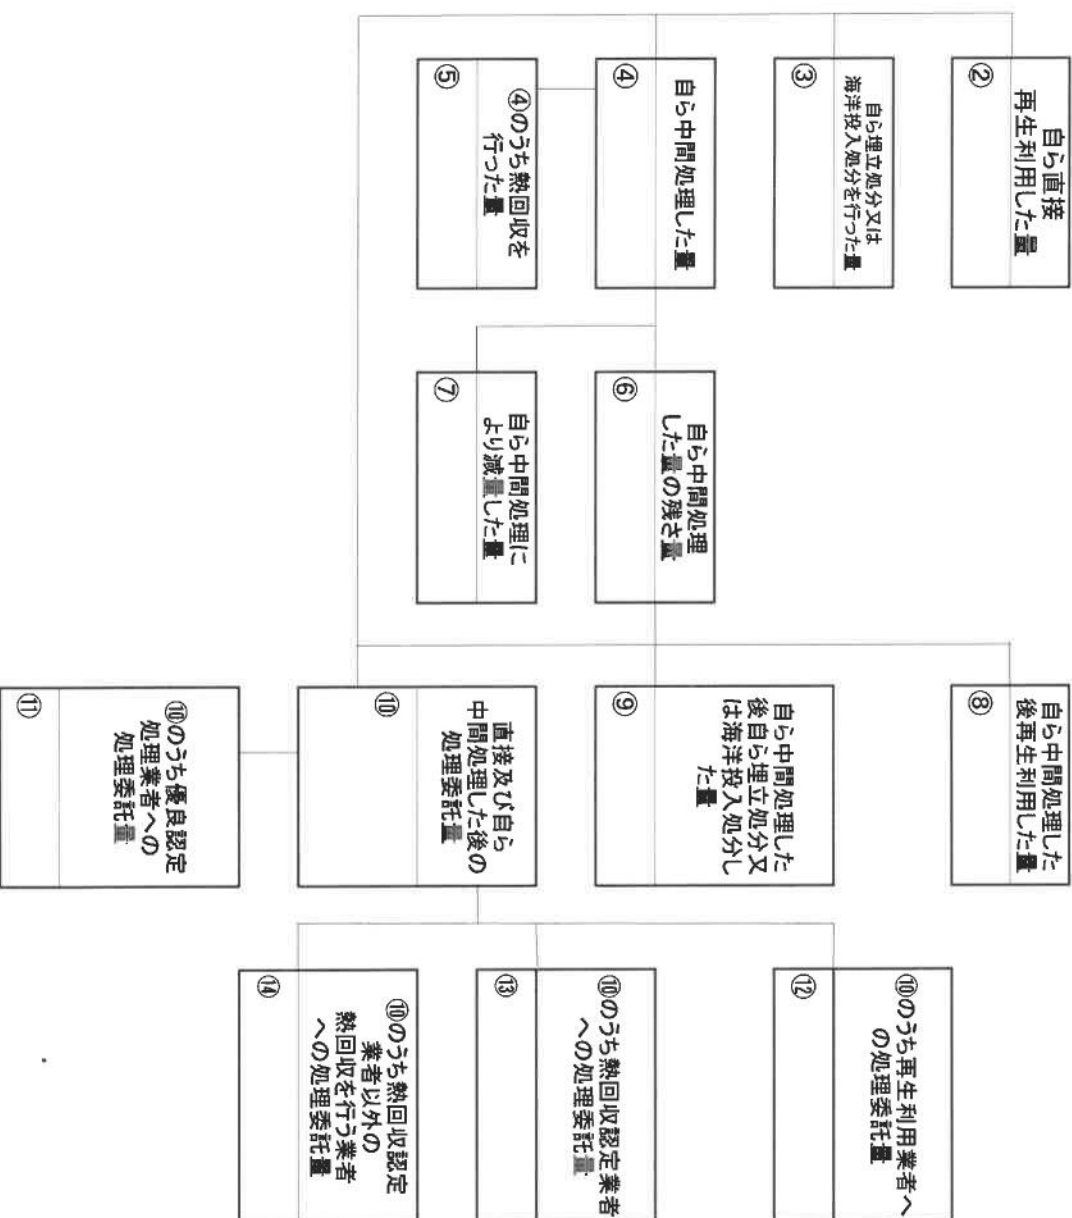 自ら直接
再生利用した量
②
自ら埋立処分又は
海洋投入処分を行った量
③
自ら中間処理した量
④
④のうち熱回収を
行った量
⑤
自ら中間処理
した量の残さ量
⑥
自ら中間処理に
より減量した量
⑦
自ら中間処理した
後再生利用した量
⑧
自ら中間処理した
後自ら埋立処分又
は海洋投入処分し
た量
⑨
直接及び自ら
中間処理した後の
処理委託量
⑩
⑩のうち優良認定
処理業者への
処理委託量
⑪
⑩のうち再生利用業者へ
の処理委託量
⑫
⑩のうち熱回収認定業者
への処理委託量
⑬
⑩のうち熱回収認定
業者以外の
熱回収を行う業者
への処理委託量
⑭